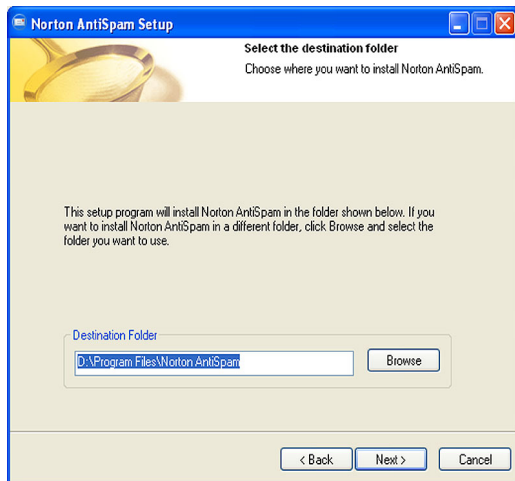 Norton AntiSpam Setup
Select the destination folder
Choose where you want to install Norton AntiSpam.
This setup program will install Norton AntiSpam in the folder shown below. If you
want to install Norton AntiSpam in a different folder, click Browse and select the
folder you want to use.
Destination Folder
D:\Program Files\Norton AntiSpam
Browse
< Back
Next >
Cancel